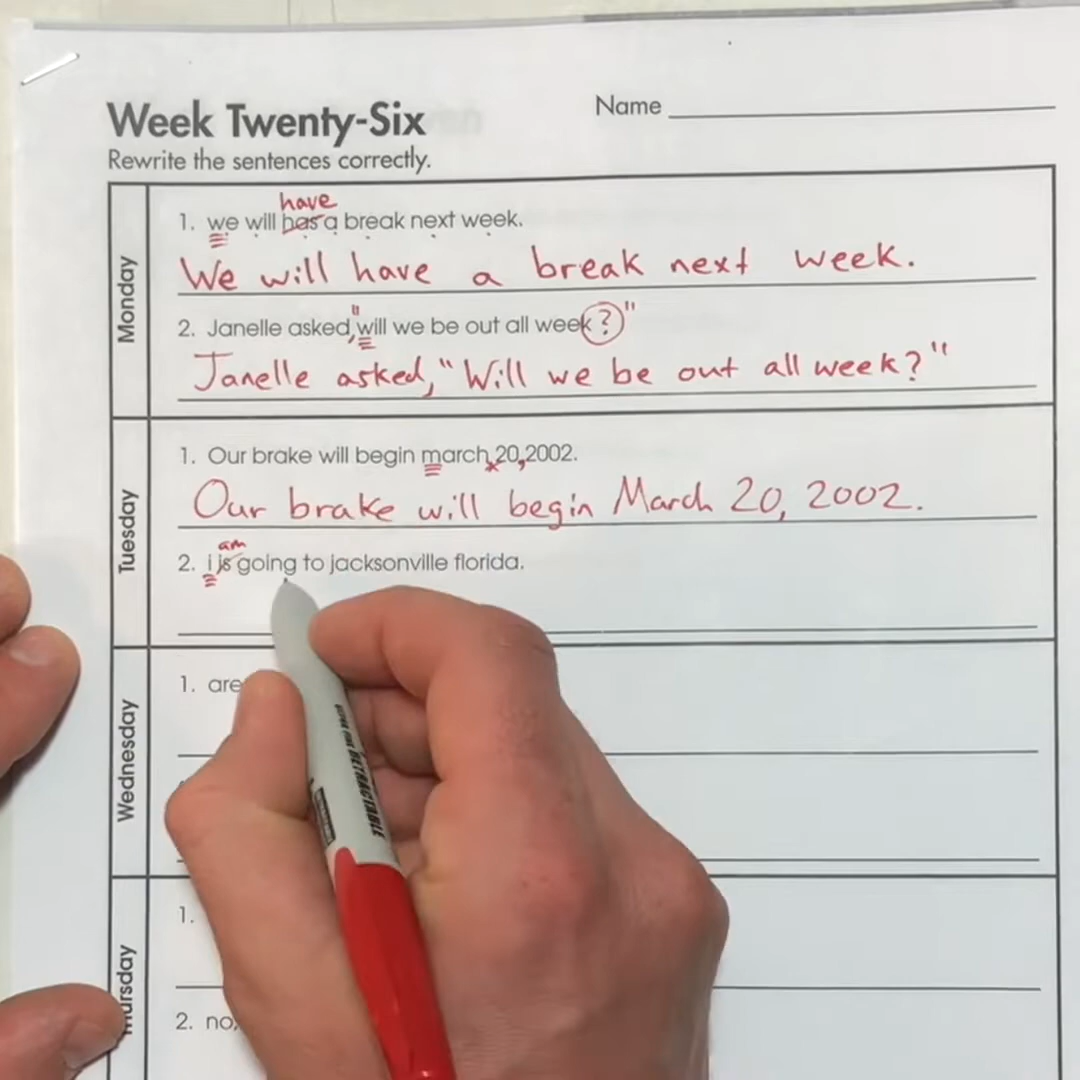 Name
Week Twenty-Six
Rewrite the sentences correctly.
Monday
have
1. we will has a break next week.
We will have a break next week.
2. Janelle asked, "will we be out all week?"
Janelle asked, "Will we be out all week?"
Tuesday
1. Our brake will begin march 20,2002.
Our brake will begin March 20, 2002.
am
2. i is going to jacksonville florida.
Wednesday
1. are
1.
2. no,
RETRACTABLE